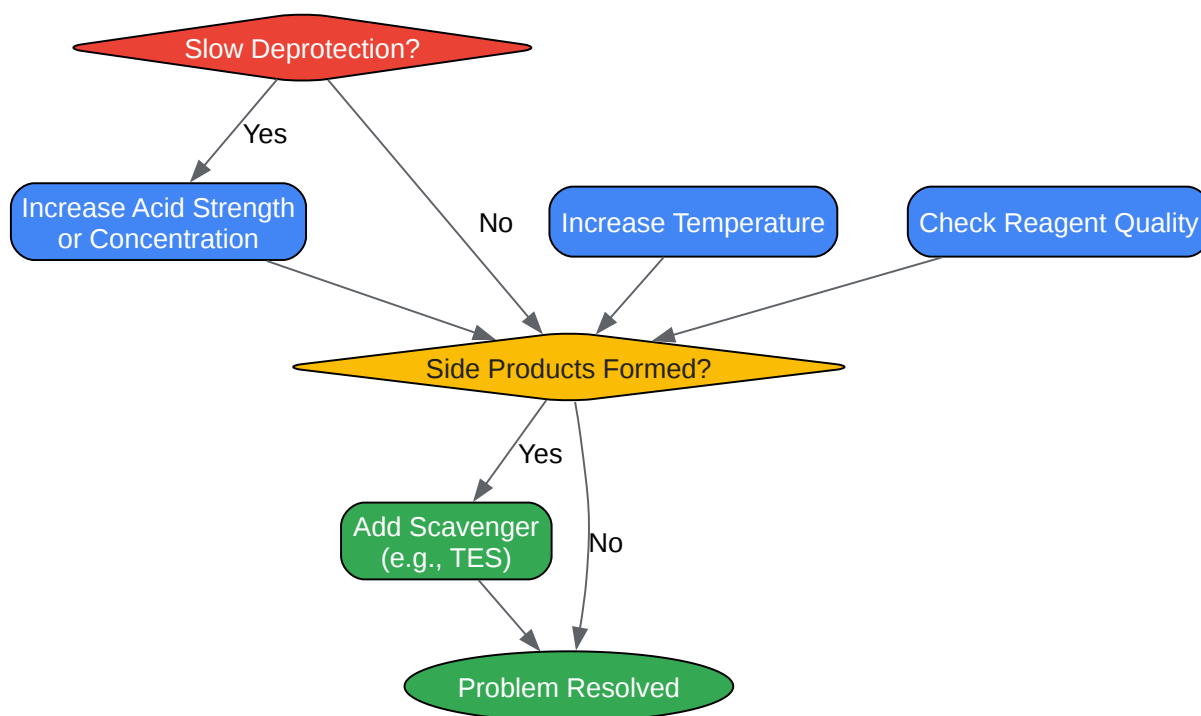 Slow Deprotection?
Yes
Increase Acid Strength
or Concentration
No
Increase Temperature
Check Reagent Quality
Side Products Formed?
Yes
Add Scavenger
(e.g., TES)
No
Problem Resolved